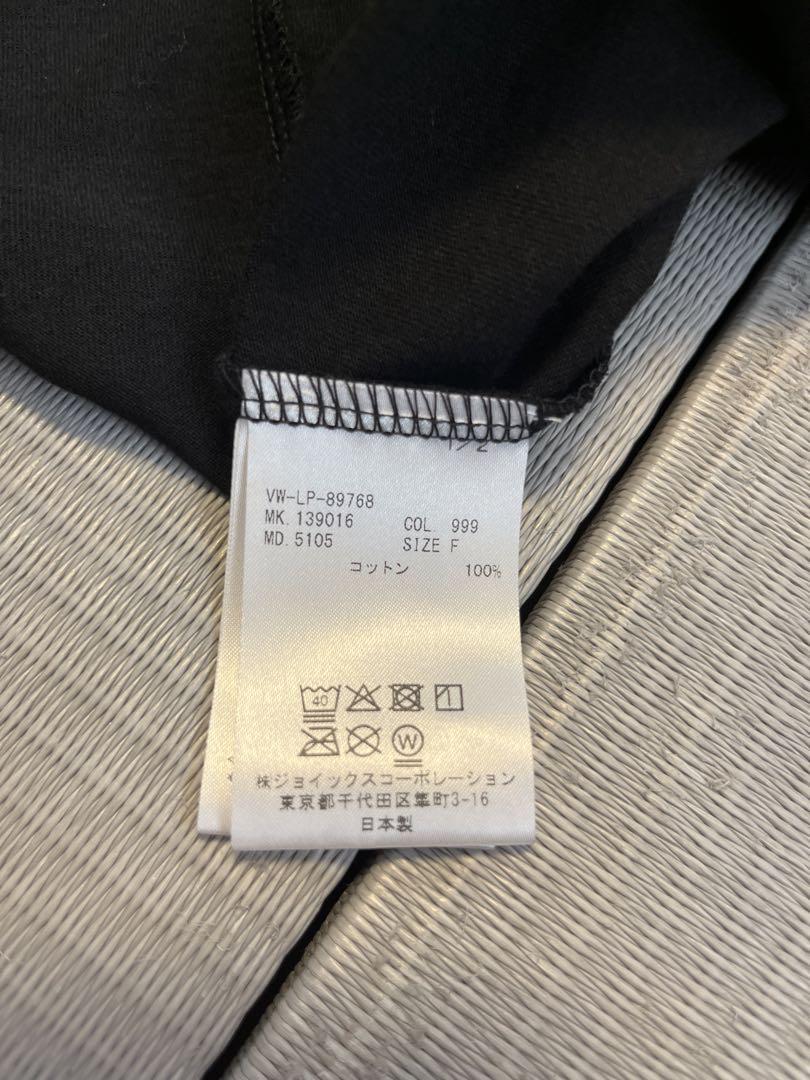 1/2
VW-LP-89768
MK. 139016 COL. 999
MD. 5105 SIZE F
コットン 100%
40
W
株ジョイックスコーポレーション
東京都千代田区隼町3-16
日本製